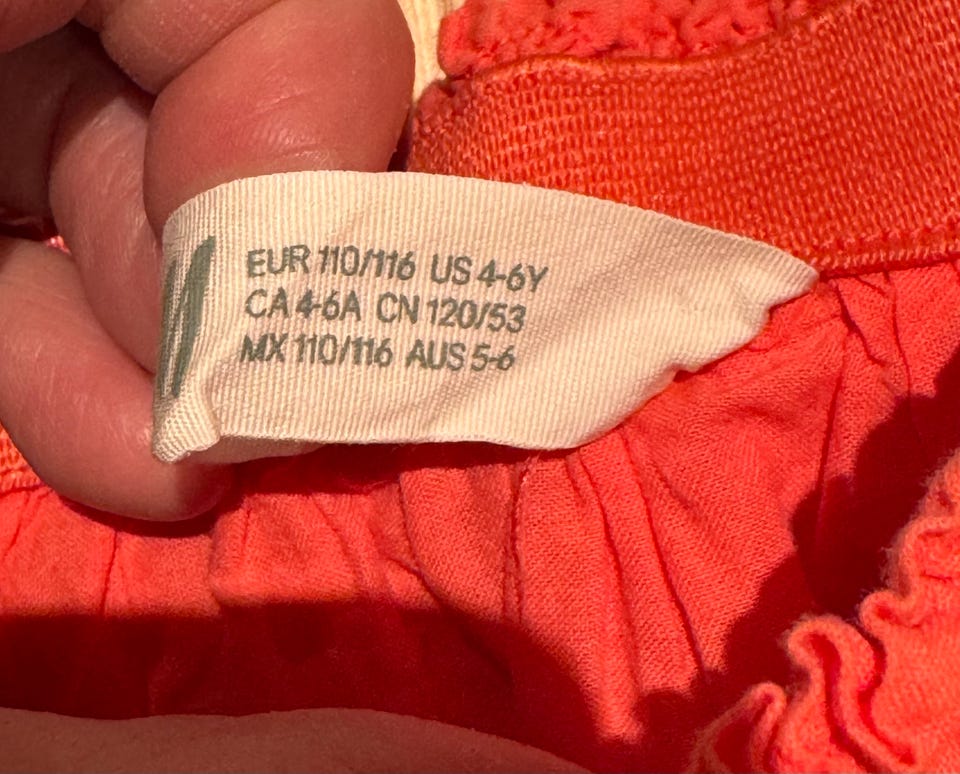 EUR 110/116 US 4-6Y
CA 4-6A CN 120/53
MX 110/116 AUS 5-6